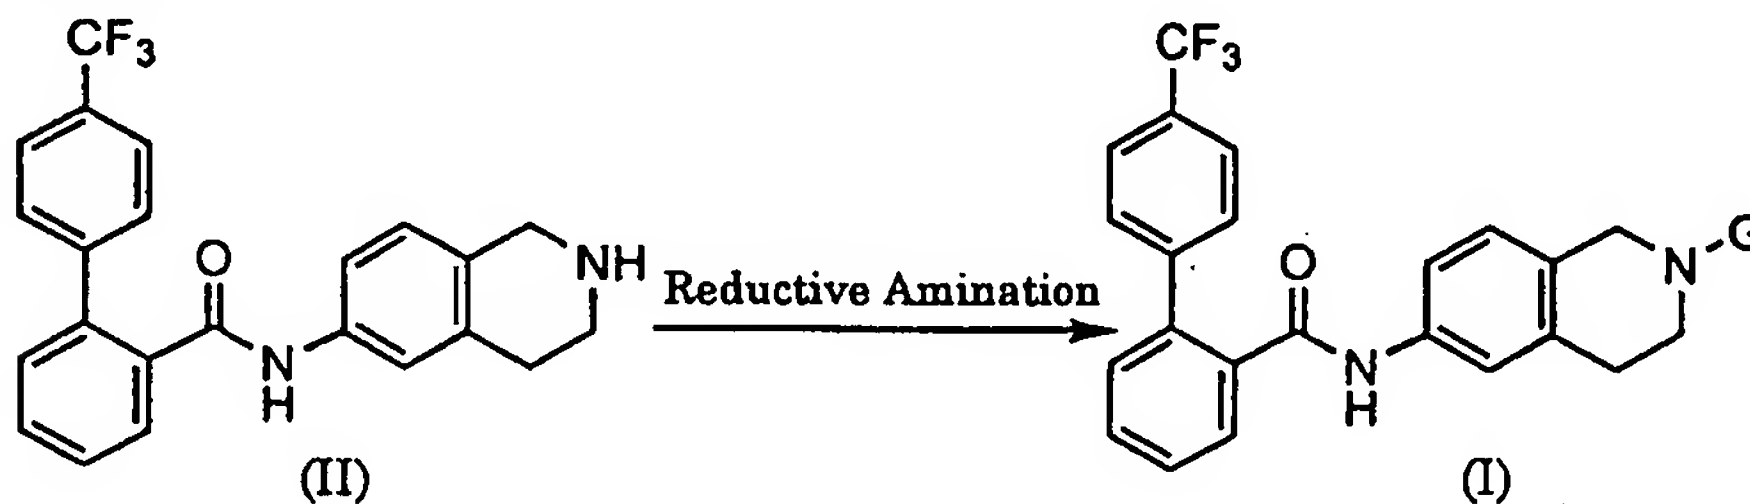 CF3
CF3
O
NH
N
H
Reductive Amination
O
N
G
N
H
(II)
(I)